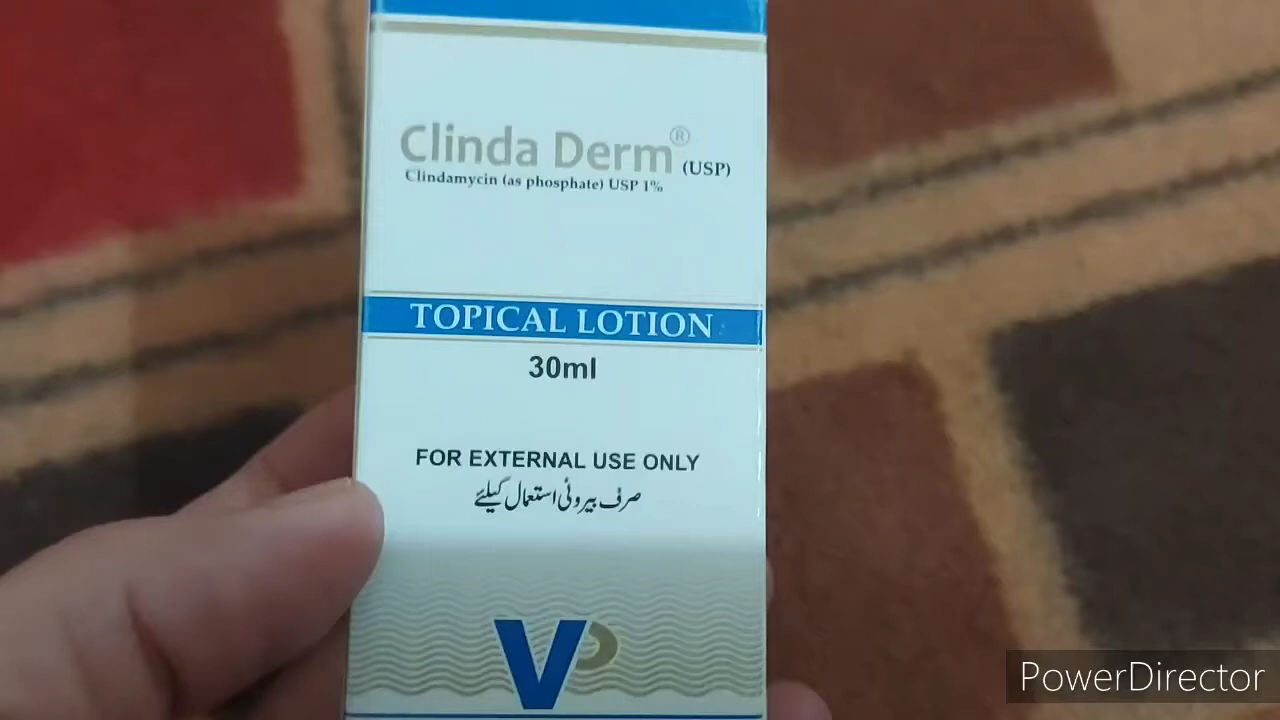 Clinda Derm® (USP)
Clindamycin (as phosphate) USP 1%
TOPICAL LOTION
30ml
FOR EXTERNAL USE ONLY
صرف بیرونی استعمال کیلئے
VP
PowerDirector